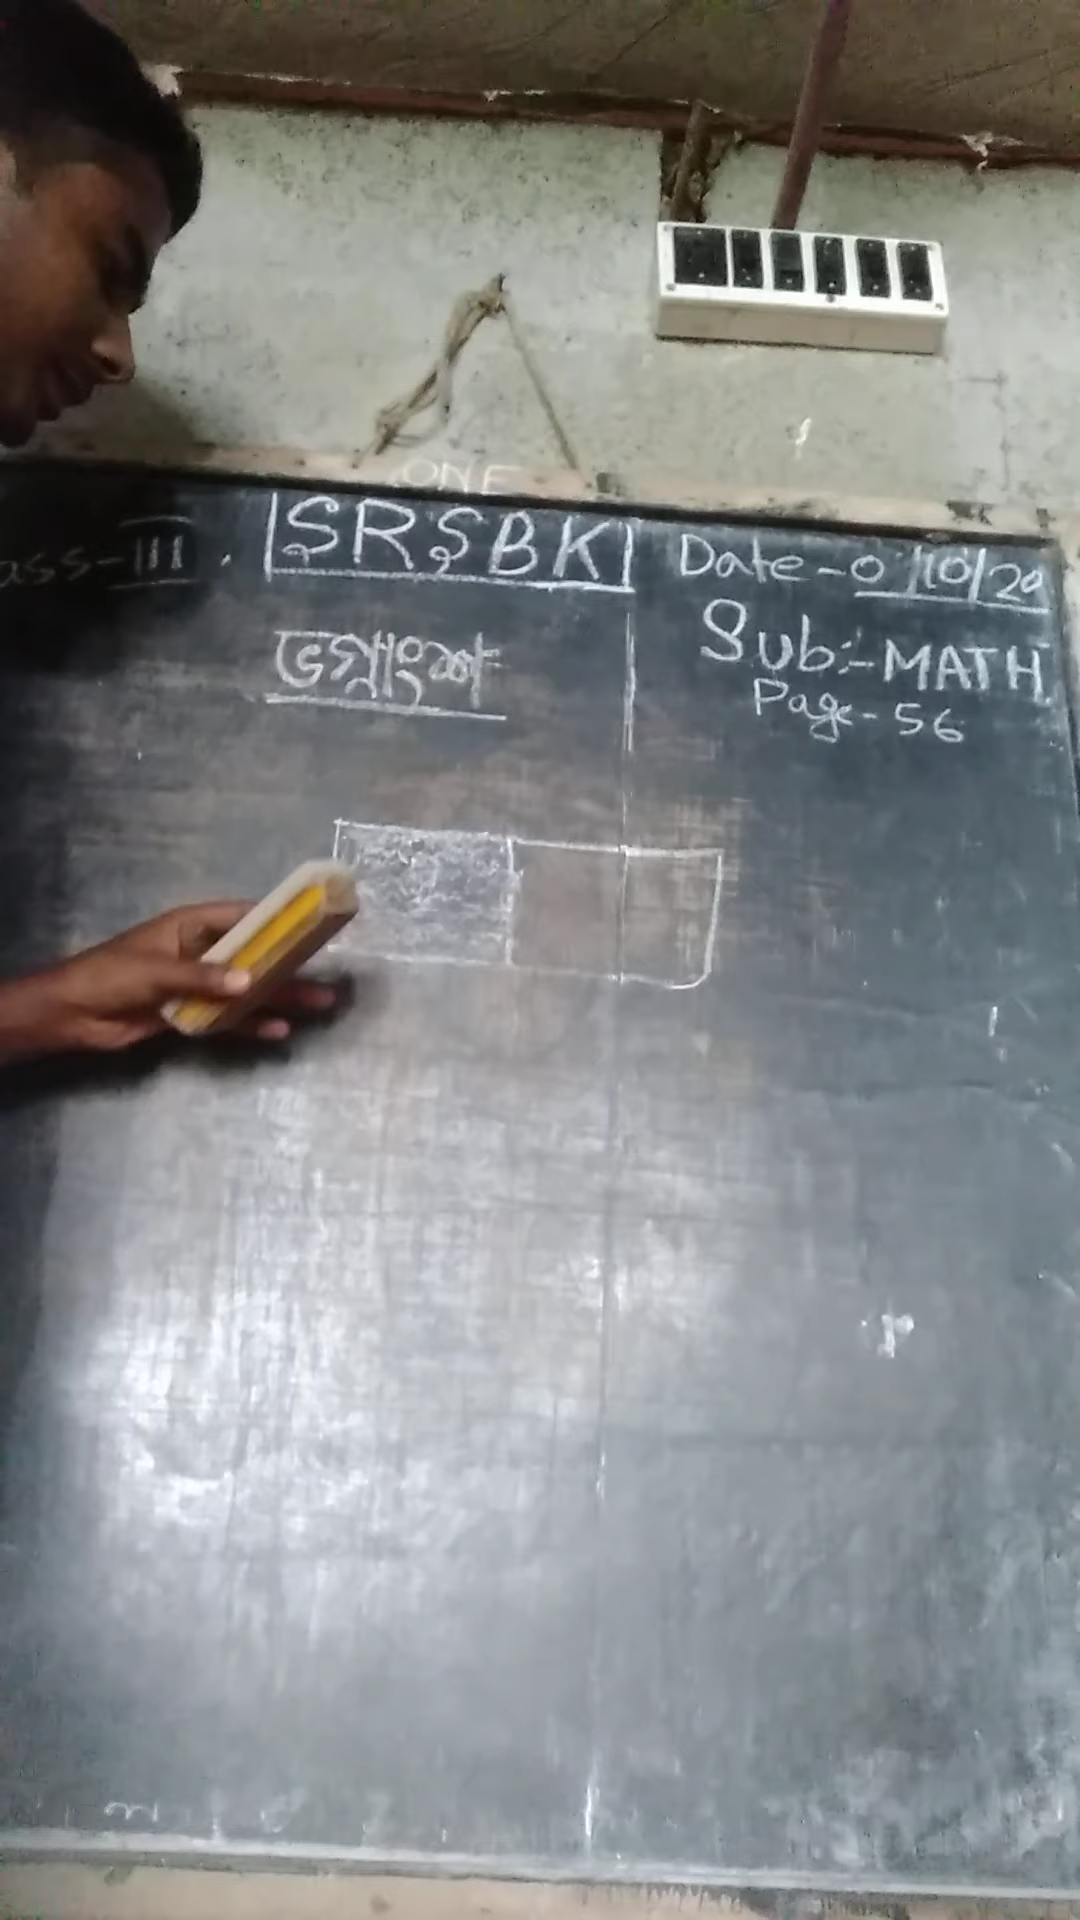 ONE
ass-III. SRSBK Date-0 /10/20
ভগ্নাংশ
Sub:-MATH
Page-56